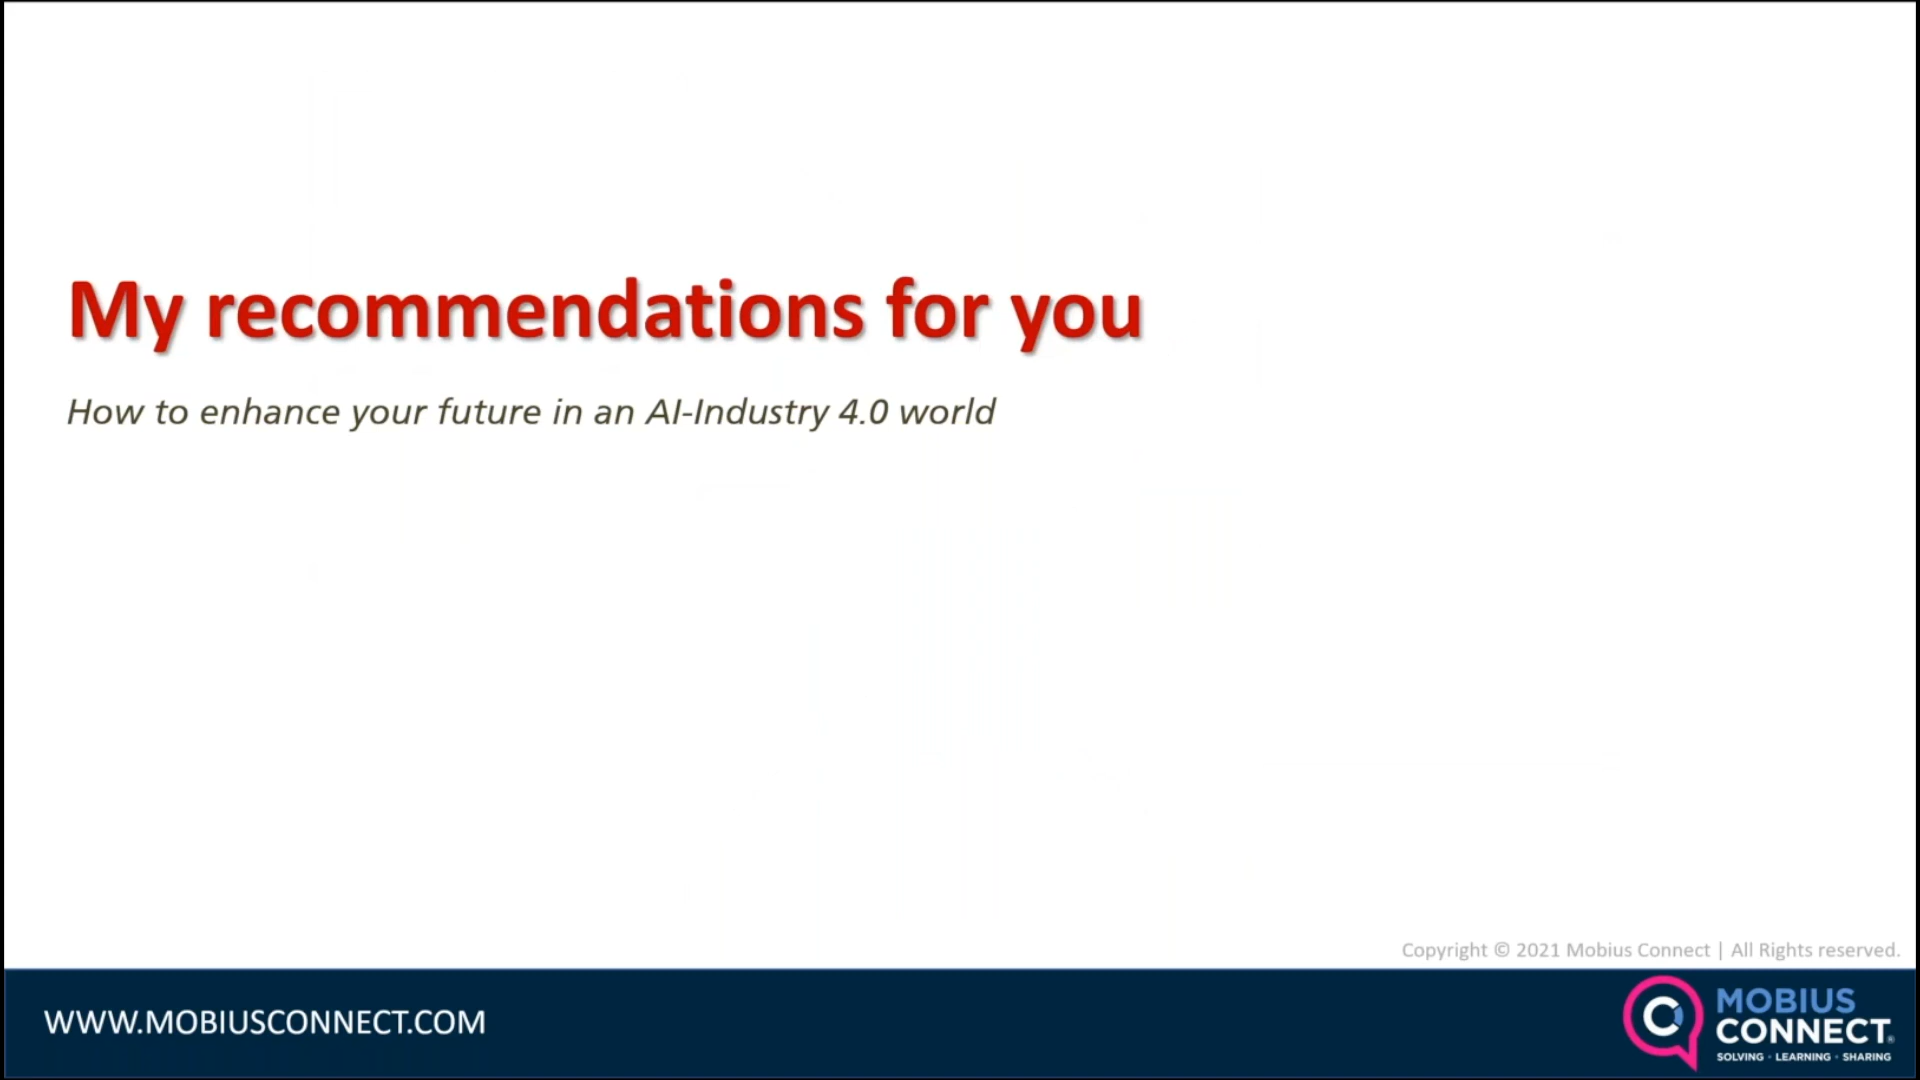 My recommendations for you
How to enhance your future in an AI-Industry 4.0 world
Copyright © 2021 Mobius Connect | All Rights reserved.
WWW.MOBIUSCONNECT.COM
MOBIUS
CONNECT®
SOLVING · LEARNING · SHARING